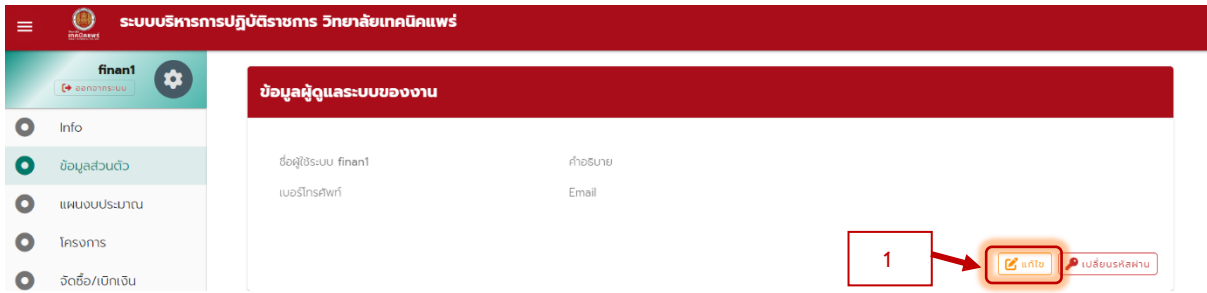 ระบบบริหารการปฏิบัติราชการ วิทยาลัยเทคนิคแพร่
finan1
ออกจากระบบ
ข้อมูลผู้ดูแลระบบของงาน
Info
ข้อมูลส่วนตัว
ชื่อผู้ใช้ระบบ finan1
คำอธิบาย
เบอร์โทรศัพท์
Email
แผนงบประมาณ
โครงการ
จัดซื้อ/เบิกเงิน
1
แก้ไข
เปลี่ยนรหัสผ่าน